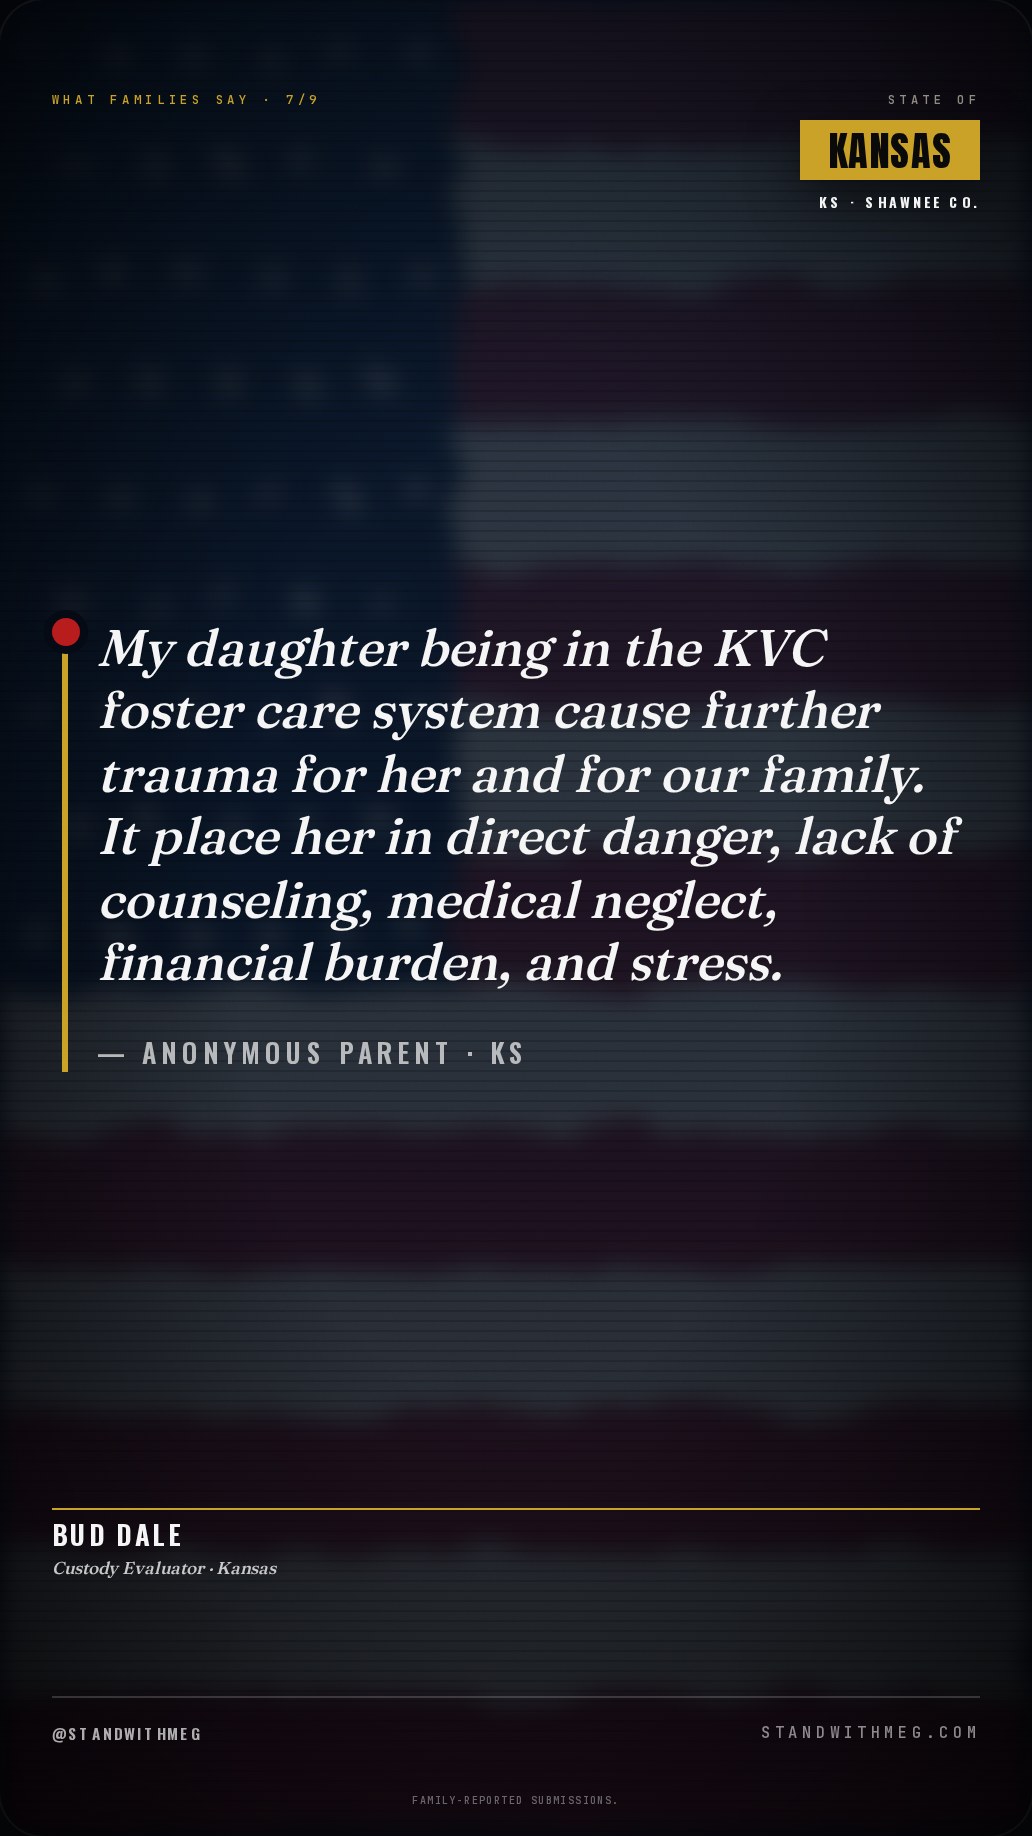 WHAT FAMILIES SAY · 7/9
STATE OF
KANSAS
KS · SHAWNEE CO.
My daughter being in the KVC
foster care system cause further
trauma for her and for our family.
It place her in direct danger, lack of
counseling, medical neglect,
financial burden, and stress.
— ANONYMOUS PARENT · KS
BUD DALE
Custody Evaluator · Kansas
@STANDWITHMEG
STANDWITHMEG.COM
FAMILY-REPORTED SUBMISSIONS.